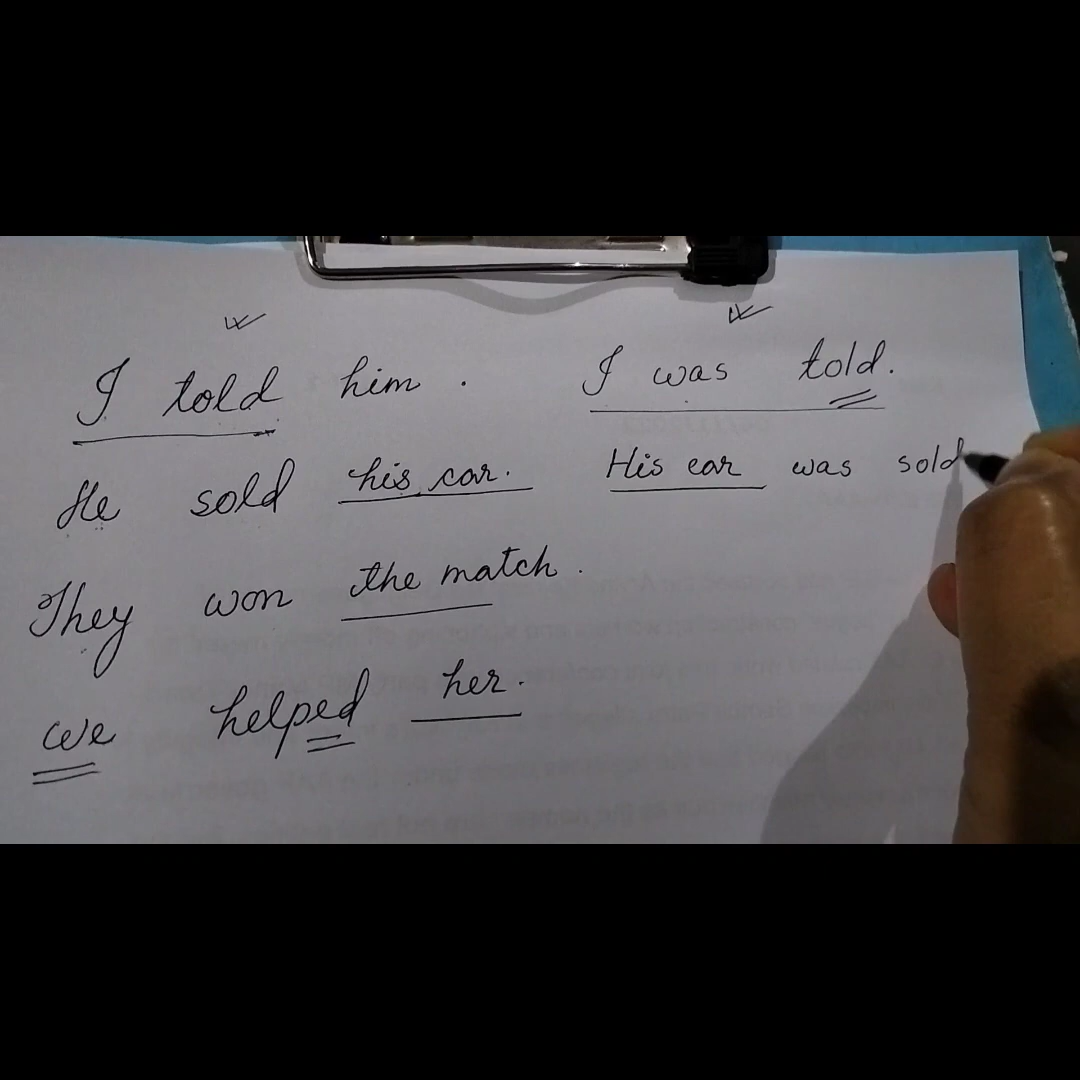 I told him. I was told.
He sold his car. His car was sold
They won the match.
we helped her.